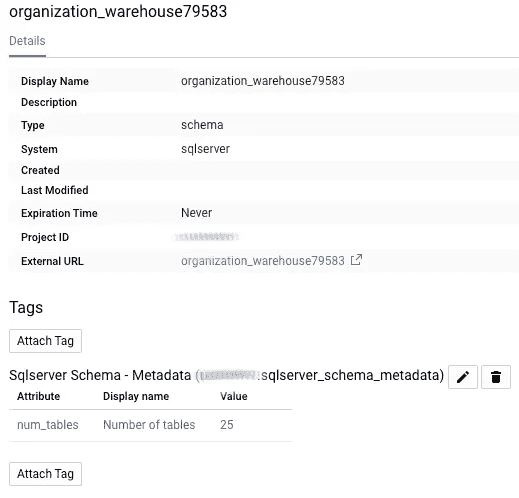 organization_warehouse79583
Details
Display Name organization_warehouse79583
Description
Type schema
System sqlserver
Created
Last Modified
Expiration Time Never
Project ID
External URL organization_warehouse79583
Tags
Attach Tag
Sqlserver Schema - Metadata ( .sqlserver_schema_metadata)
Attribute Display name Value
num_tables Number of tables 25
Attach Tag